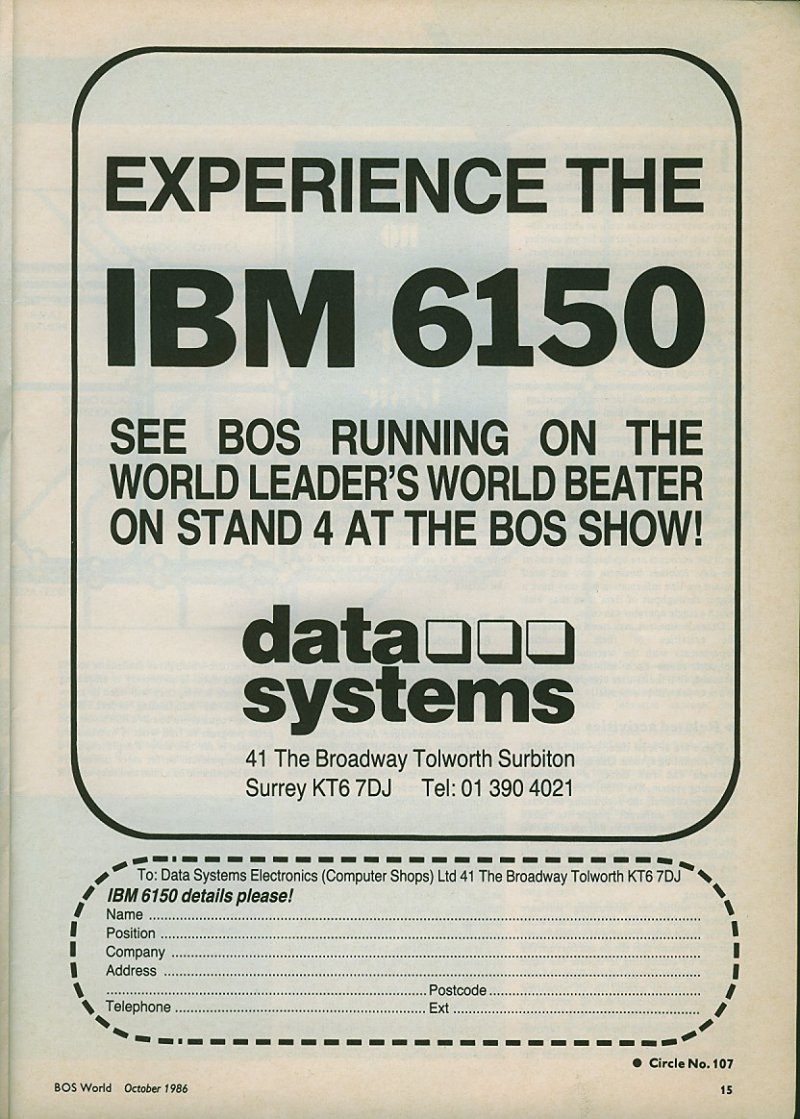 EXPERIENCE THE
IBM 6150
SEE BOS RUNNING ON THE
WORLD LEADER'S WORLD BEATER
ON STAND 4 AT THE BOS SHOW!
data
systems
41 The Broadway Tolworth Surbiton
Surrey KT6 7DJ Tel: 01 390 4021
To: Data Systems Electronics (Computer Shops) Ltd 41 The Broadway Tolworth KT6 7DJ
IBM 6150 details please!
Name
Position
Company
Address
Postcode
Telephone Ext
● Circle No. 107
BOS World October 1986 15